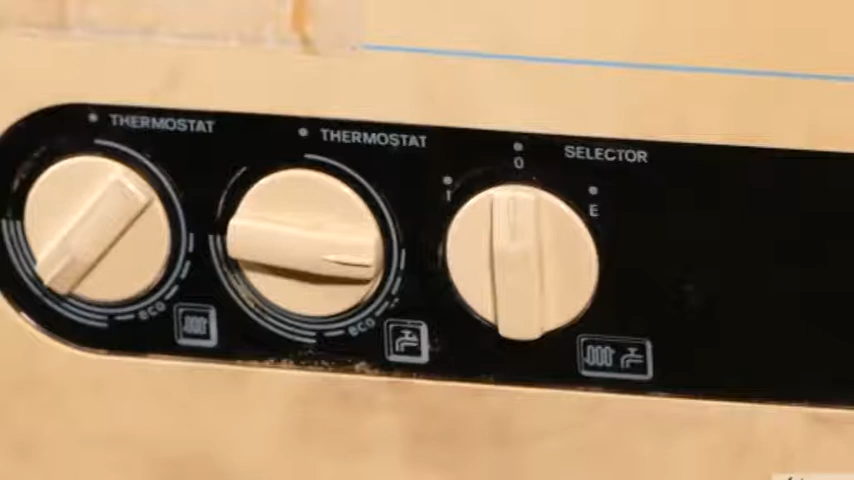 THERMOSTAT
THERMOSTAT
SELECTOR
0
I
E
eco
eco